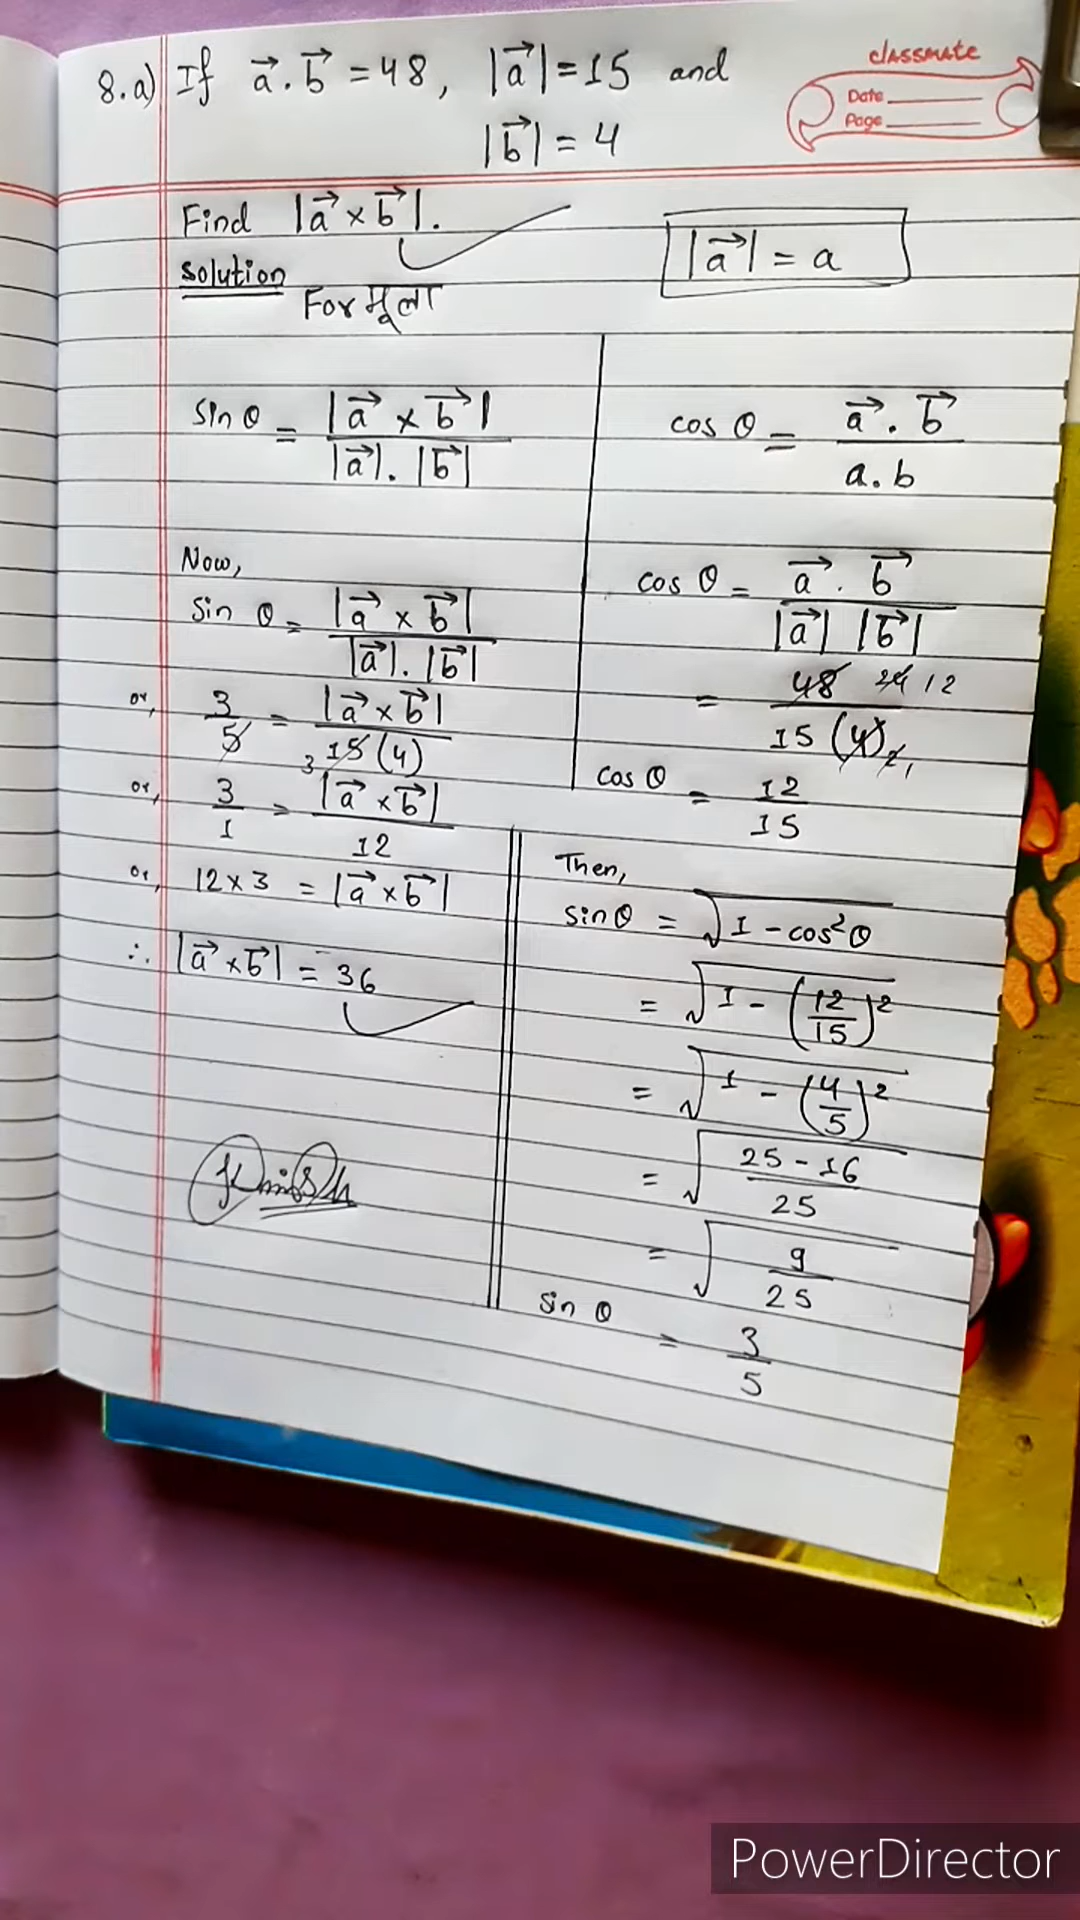 8.a) If a⃗ . b⃗ = 48, |a⃗| = 15 and
|b⃗| = 4
classmate
Date
Page
Find |a⃗ × b⃗|.
|a⃗| = a
Solution
Forमूला
Sin θ = |a⃗ × b⃗| / |a⃗|. |b⃗|
cos θ = a⃗ . b⃗ / a.b
Now,
Sin θ = |a⃗ × b⃗| / |a⃗|. |b⃗|
or, 3/5 = |a⃗ × b⃗| / 3 15 (4)
or, 3/1 = |a⃗ × b⃗| / 12
or, 12 × 3 = |a⃗ × b⃗|
∴ |a⃗ × b⃗| = 36
cos θ = a⃗ . b⃗ / |a⃗| |b⃗|
= 48 24 12 / 15 (4) 2 1
cos θ = 12/15
Then,
sin θ = √1 - cos² θ
= √1 - (12/15)²
= √1 - (4/5)²
= √25 - 16 / 25
= √9/25
Sin θ = 3/5
PowerDirector